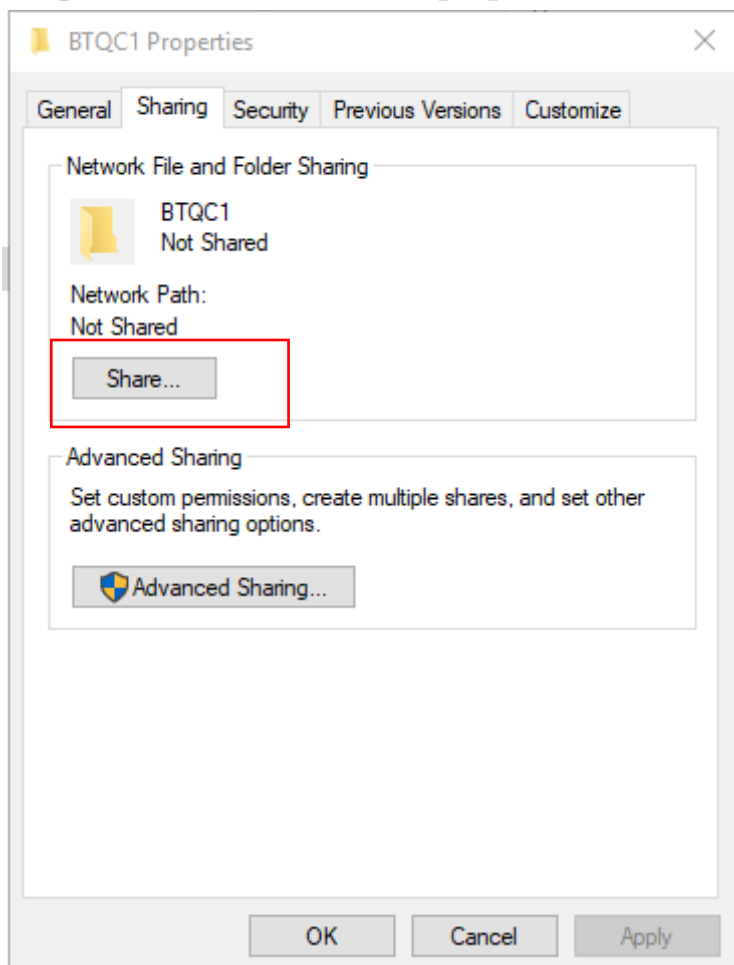 BTQC1 Properties
General Sharing Security Previous Versions Customize
Network File and Folder Sharing
BTQC1
Not Shared
Network Path:
Not Shared
Share...
Advanced Sharing
Set custom permissions, create multiple shares, and set other
advanced sharing options.
Advanced Sharing...
OK Cancel Apply